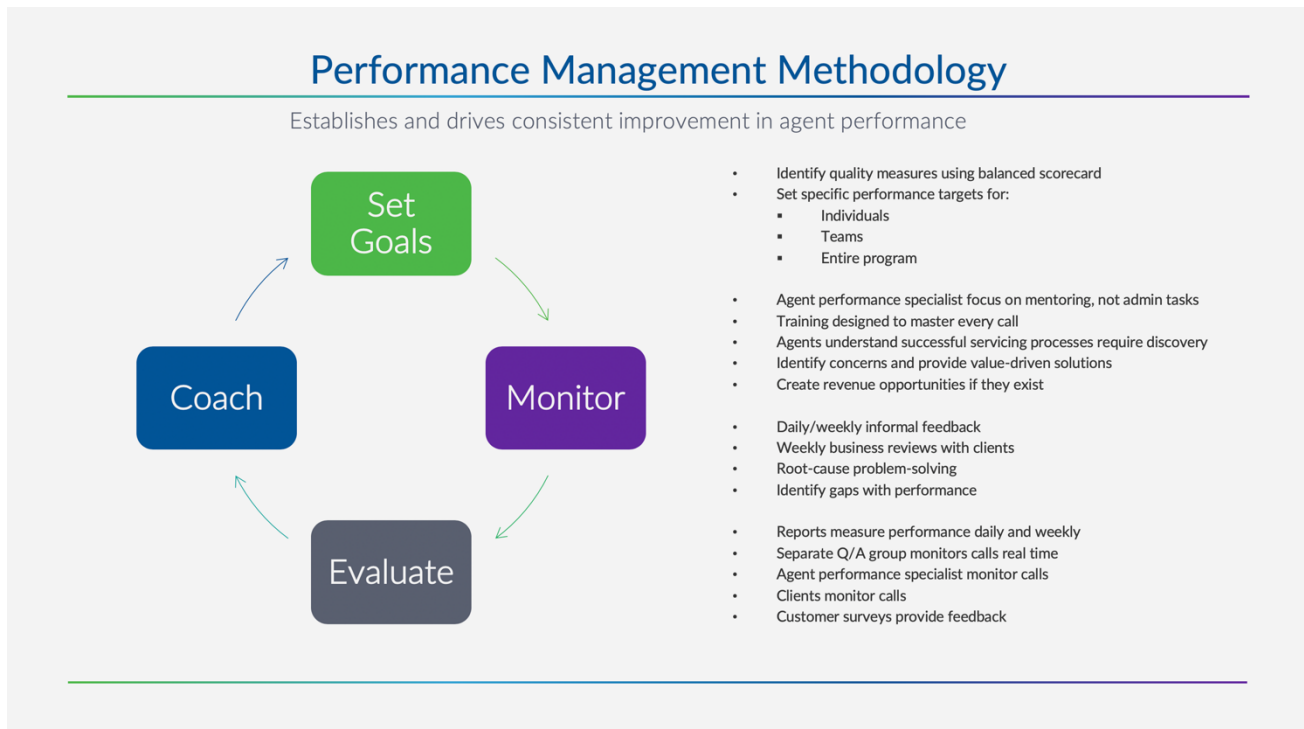 Performance Management Methodology
Establishes and drives consistent improvement in agent performance
Set
Goals
Monitor
Evaluate
Coach
• Identify quality measures using balanced scorecard
• Set specific performance targets for:
▪ Individuals
▪ Teams
▪ Entire program
• Agent performance specialist focus on mentoring, not admin tasks
• Training designed to master every call
• Agents understand successful servicing processes require discovery
• Identify concerns and provide value-driven solutions
• Create revenue opportunities if they exist
• Daily/weekly informal feedback
• Weekly business reviews with clients
• Root-cause problem-solving
• Identify gaps with performance
• Reports measure performance daily and weekly
• Separate Q/A group monitors calls real time
• Agent performance specialist monitor calls
• Clients monitor calls
• Customer surveys provide feedback